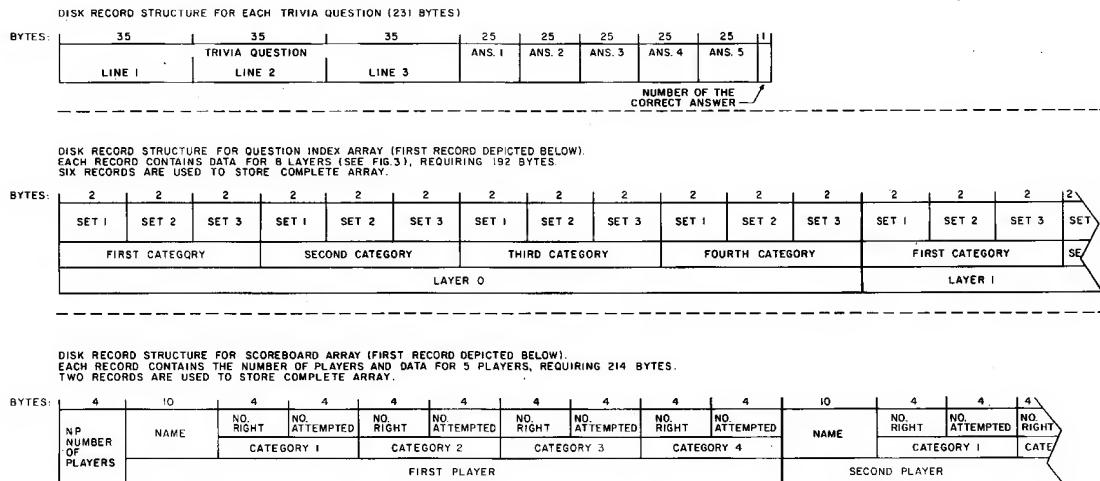 DISK RECORD STRUCTURE FOR EACH TRIVIA QUESTION (231 BYTES)
BYTES: 35 35 35 25 25 25 25 25 1
TRIVIA QUESTION ANS. 1 ANS. 2 ANS. 3 ANS. 4 ANS. 5
LINE 1 LINE 2 LINE 3
NUMBER OF THE
CORRECT ANSWER
DISK RECORD STRUCTURE FOR QUESTION INDEX ARRAY (FIRST RECORD DEPICTED BELOW).
EACH RECORD CONTAINS DATA FOR 8 LAYERS (SEE FIG.3), REQUIRING 192 BYTES.
SIX RECORDS ARE USED TO STORE COMPLETE ARRAY.
BYTES: 2 2 2 2 2 2 2 2 2 2 2 2 2 2 2 2
SET 1 SET 2 SET 3 SET 1 SET 2 SET 3 SET 1 SET 2 SET 3 SET 1 SET 2 SET 3 SET 1 SET 2 SET 3 SET
FIRST CATEGORY SECOND CATEGORY THIRD CATEGORY FOURTH CATEGORY FIRST CATEGORY SE
LAYER 0 LAYER 1
DISK RECORD STRUCTURE FOR SCOREBOARD ARRAY (FIRST RECORD DEPICTED BELOW).
EACH RECORD CONTAINS THE NUMBER OF PLAYERS AND DATA FOR 5 PLAYERS, REQUIRING 214 BYTES.
TWO RECORDS ARE USED TO STORE COMPLETE ARRAY.
BYTES: 4 10 4 4 4 4 4 4 4 4 10 4 4 4
NP
NUMBER
OF
PLAYERS
NAME
NO. RIGHT NO. ATTEMPTED NO. RIGHT NO. ATTEMPTED NO. RIGHT NO. ATTEMPTED NO. RIGHT NO. ATTEMPTED
NAME
NO. RIGHT NO. ATTEMPTED NO. RIGHT
CATEGORY 1 CATEGORY 2 CATEGORY 3 CATEGORY 4 CATEGORY 1 CATE
FIRST PLAYER SECOND PLAYER